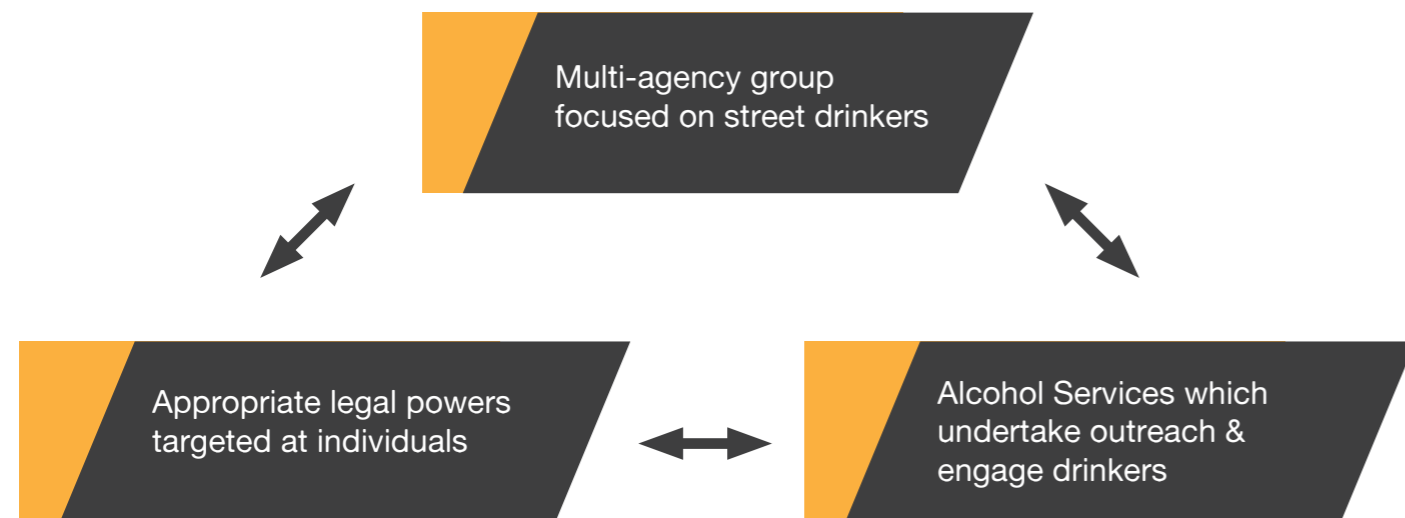 Multi-agency group
focused on street drinkers
Appropriate legal powers
targeted at individuals
Alcohol Services which
undertake outreach &
engage drinkers